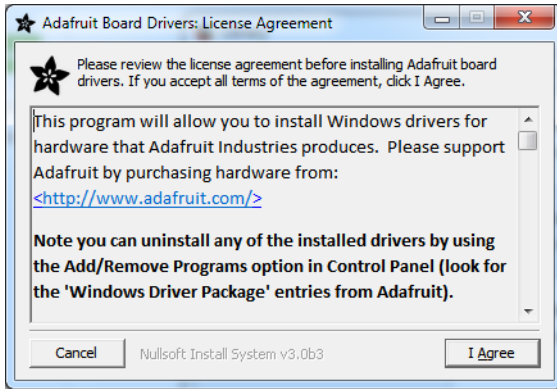 Adafruit Board Drivers: License Agreement
Please review the license agreement before installing Adafruit board
drivers. If you accept all terms of the agreement, click I Agree.
This program will allow you to install Windows drivers for
hardware that Adafruit Industries produces.  Please support
Adafruit by purchasing hardware from:
<http://www.adafruit.com/>
Note you can uninstall any of the installed drivers by using
the Add/Remove Programs option in Control Panel (look for
the 'Windows Driver Package' entries from Adafruit).
Cancel
Nullsoft Install System v3.0b3
I Agree